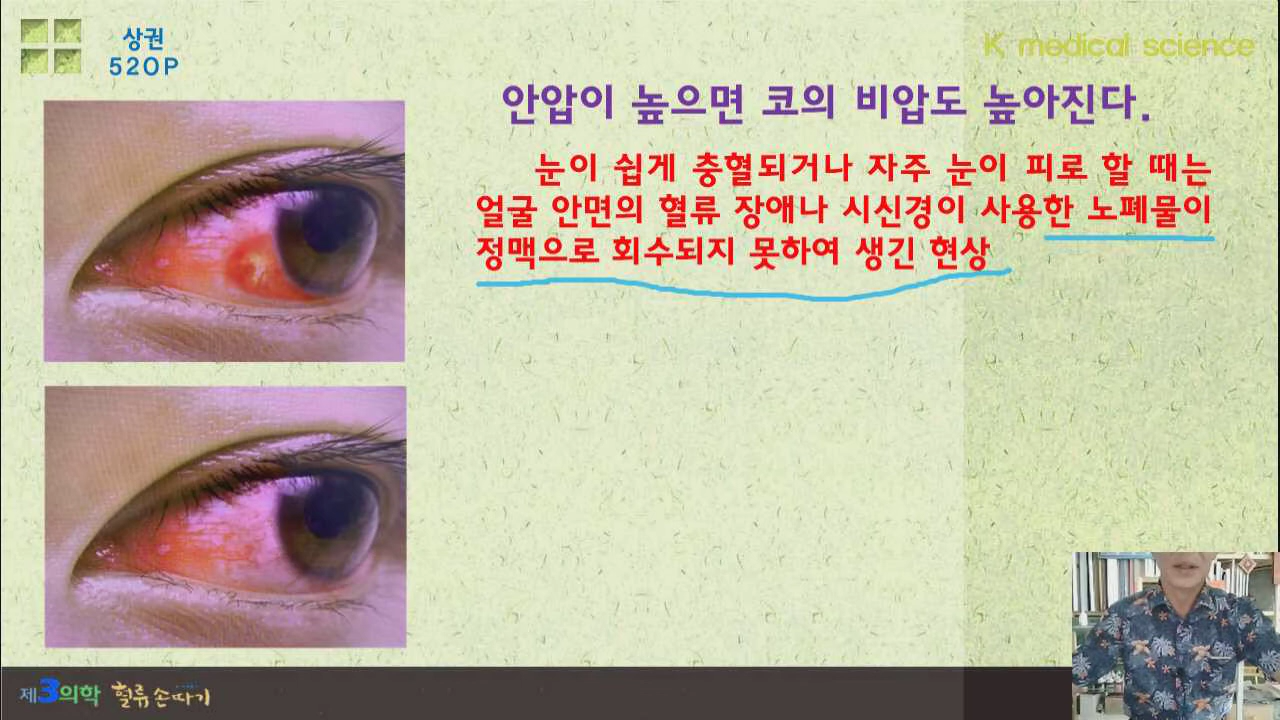 상권
520P
K medical science
안압이 높으면 코의 비압도 높아진다.
눈이 쉽게 충혈되거나 자주 눈이 피로 할 때는
얼굴 안면의 혈류 장애나 시신경이 사용한 노폐물이
정맥으로 회수되지 못하여 생긴 현상
제3의학 혈류 손따기